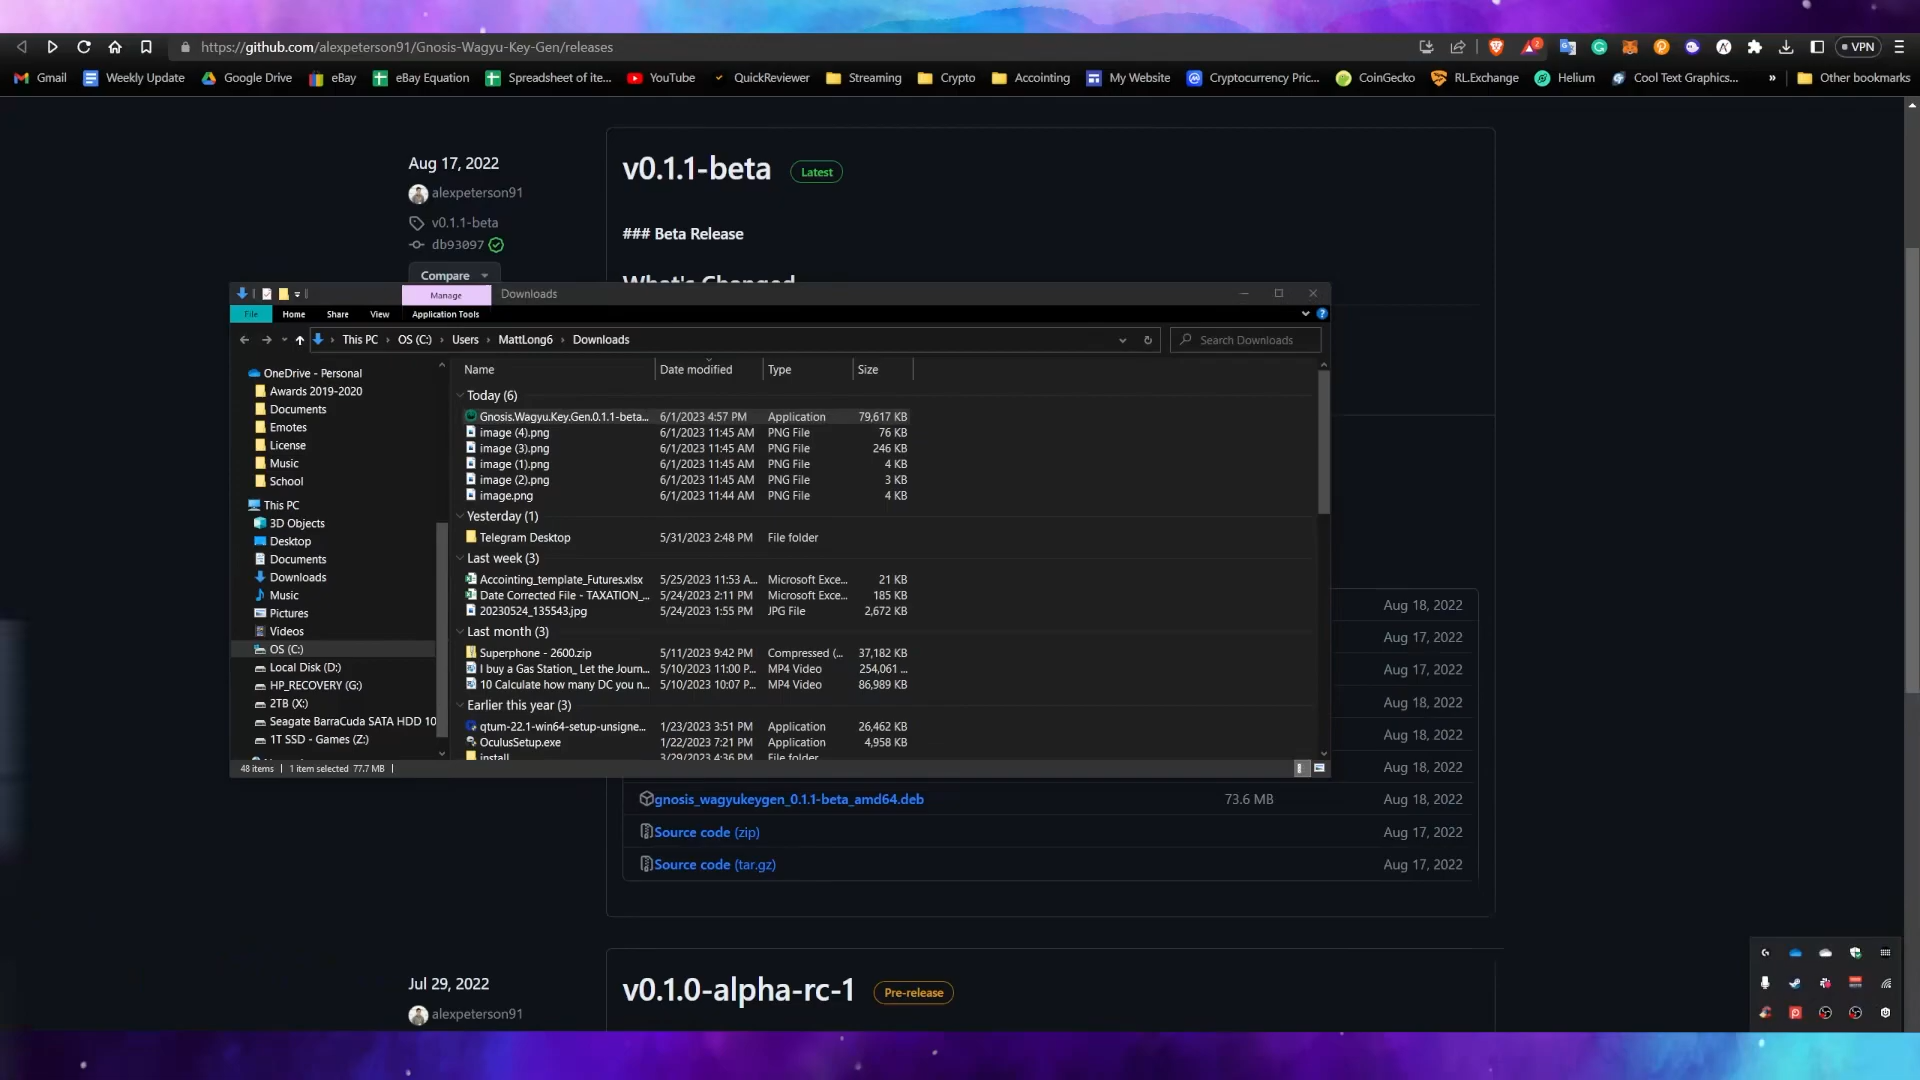 https://github.com/alexpeterson91/Gnosis-Wagyu-Key-Gen/releases
2
VPN
Gmail
Weekly Update
Google Drive
eBay
eBay Equation
Spreadsheet of ite...
YouTube
QuickReviewer
Streaming
Crypto
Accointing
My Website
Cryptocurrency Pric...
CoinGecko
RL.Exchange
Helium
Cool Text Graphics...
»
Other bookmarks
Aug 17, 2022
alexpeterson91
v0.1.1-beta
db93097
Compare
v0.1.1-beta
Latest
### Beta Release
What's Changed
Manage
Downloads
File
Home
Share
View
Application Tools
This PC › OS (C:) › Users › MattLong6 › Downloads
Search Downloads
OneDrive - Personal
Awards 2019-2020
Documents
Emotes
License
Music
School
This PC
3D Objects
Desktop
Documents
Downloads
Music
Pictures
Videos
OS (C:)
Local Disk (D:)
HP_RECOVERY (G:)
2TB (X:)
Seagate BarraCuda SATA HDD 10
1T SSD - Games (Z:)
Name Date modified Type Size
Today (6)
Gnosis.Wagyu.Key.Gen.0.1.1-beta... 6/1/2023 4:57 PM Application 79,617 KB
image (4).png 6/1/2023 11:45 AM PNG File 76 KB
image (3).png 6/1/2023 11:45 AM PNG File 246 KB
image (1).png 6/1/2023 11:45 AM PNG File 4 KB
image (2).png 6/1/2023 11:45 AM PNG File 3 KB
image.png 6/1/2023 11:44 AM PNG File 4 KB
Yesterday (1)
Telegram Desktop 5/31/2023 2:48 PM File folder
Last week (3)
Accointing_template_Futures.xlsx 5/25/2023 11:53 A... Microsoft Exce... 21 KB
Date Corrected File - TAXATION_... 5/24/2023 2:11 PM Microsoft Exce... 185 KB
20230524_135543.jpg 5/24/2023 1:55 PM JPG File 2,672 KB
Last month (3)
Superphone - 2600.zip 5/11/2023 9:42 PM Compressed (... 37,182 KB
I buy a Gas Station_ Let the Journ... 5/10/2023 11:00 P... MP4 Video 254,061 ...
10 Calculate how many DC you n... 5/10/2023 10:07 P... MP4 Video 86,989 KB
Earlier this year (3)
qtum-22.1-win64-setup-unsigne... 1/23/2023 3:51 PM Application 26,462 KB
OculusSetup.exe 1/22/2023 7:21 PM Application 4,958 KB
install 3/29/2023 4:36 PM File folder
48 items
1 item selected 77.7 MB
Aug 18, 2022
Aug 18, 2022
Aug 18, 2022
Aug 18, 2022
Aug 18, 2022
Aug 18, 2022
gnosis_wagyukeygen_0.1.1-beta_amd64.deb 73.6 MB Aug 18, 2022
Source code (zip) Aug 17, 2022
Source code (tar.gz) Aug 17, 2022
Jul 29, 2022
alexpeterson91
v0.1.0-alpha-rc-1
Pre-release